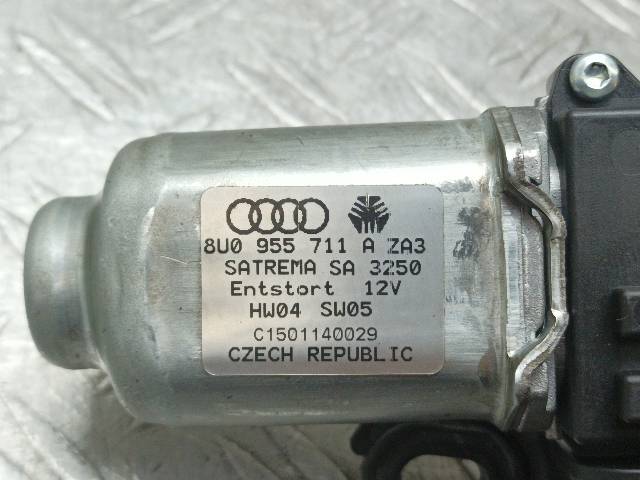 8U0 955 711 A ZA3
SATREMA SA 3250
Entstort 12V
HW04 SW05
C1501140029
CZECH REPUBLIC